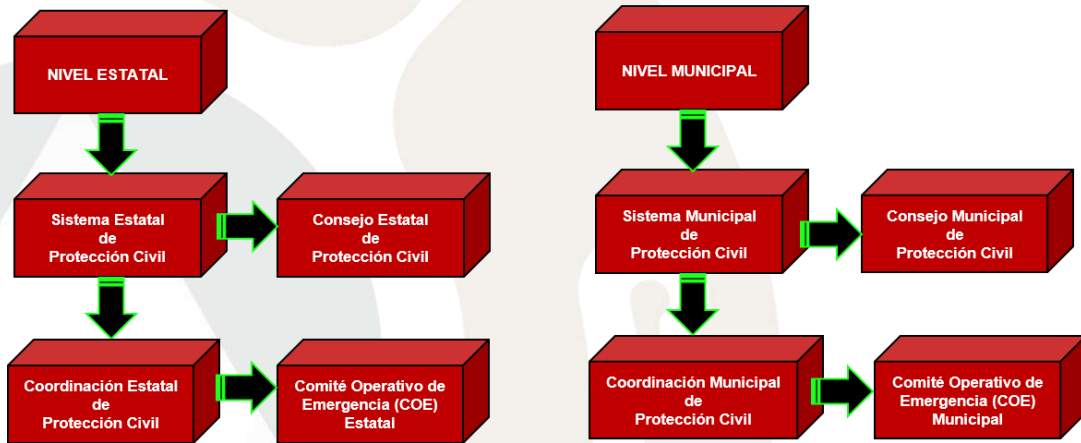 NIVEL ESTATAL
Sistema Estatal
de
Protección Civil
Consejo Estatal
de
Protección Civil
Coordinación Estatal
de
Protección Civil
Comité Operativo de
Emergencia (COE)
Estatal
NIVEL MUNICIPAL
Sistema Municipal
de
Protección Civil
Consejo Municipal
de
Protección Civil
Coordinación Municipal
de
Protección Civil
Comité Operativo de
Emergencia (COE)
Municipal